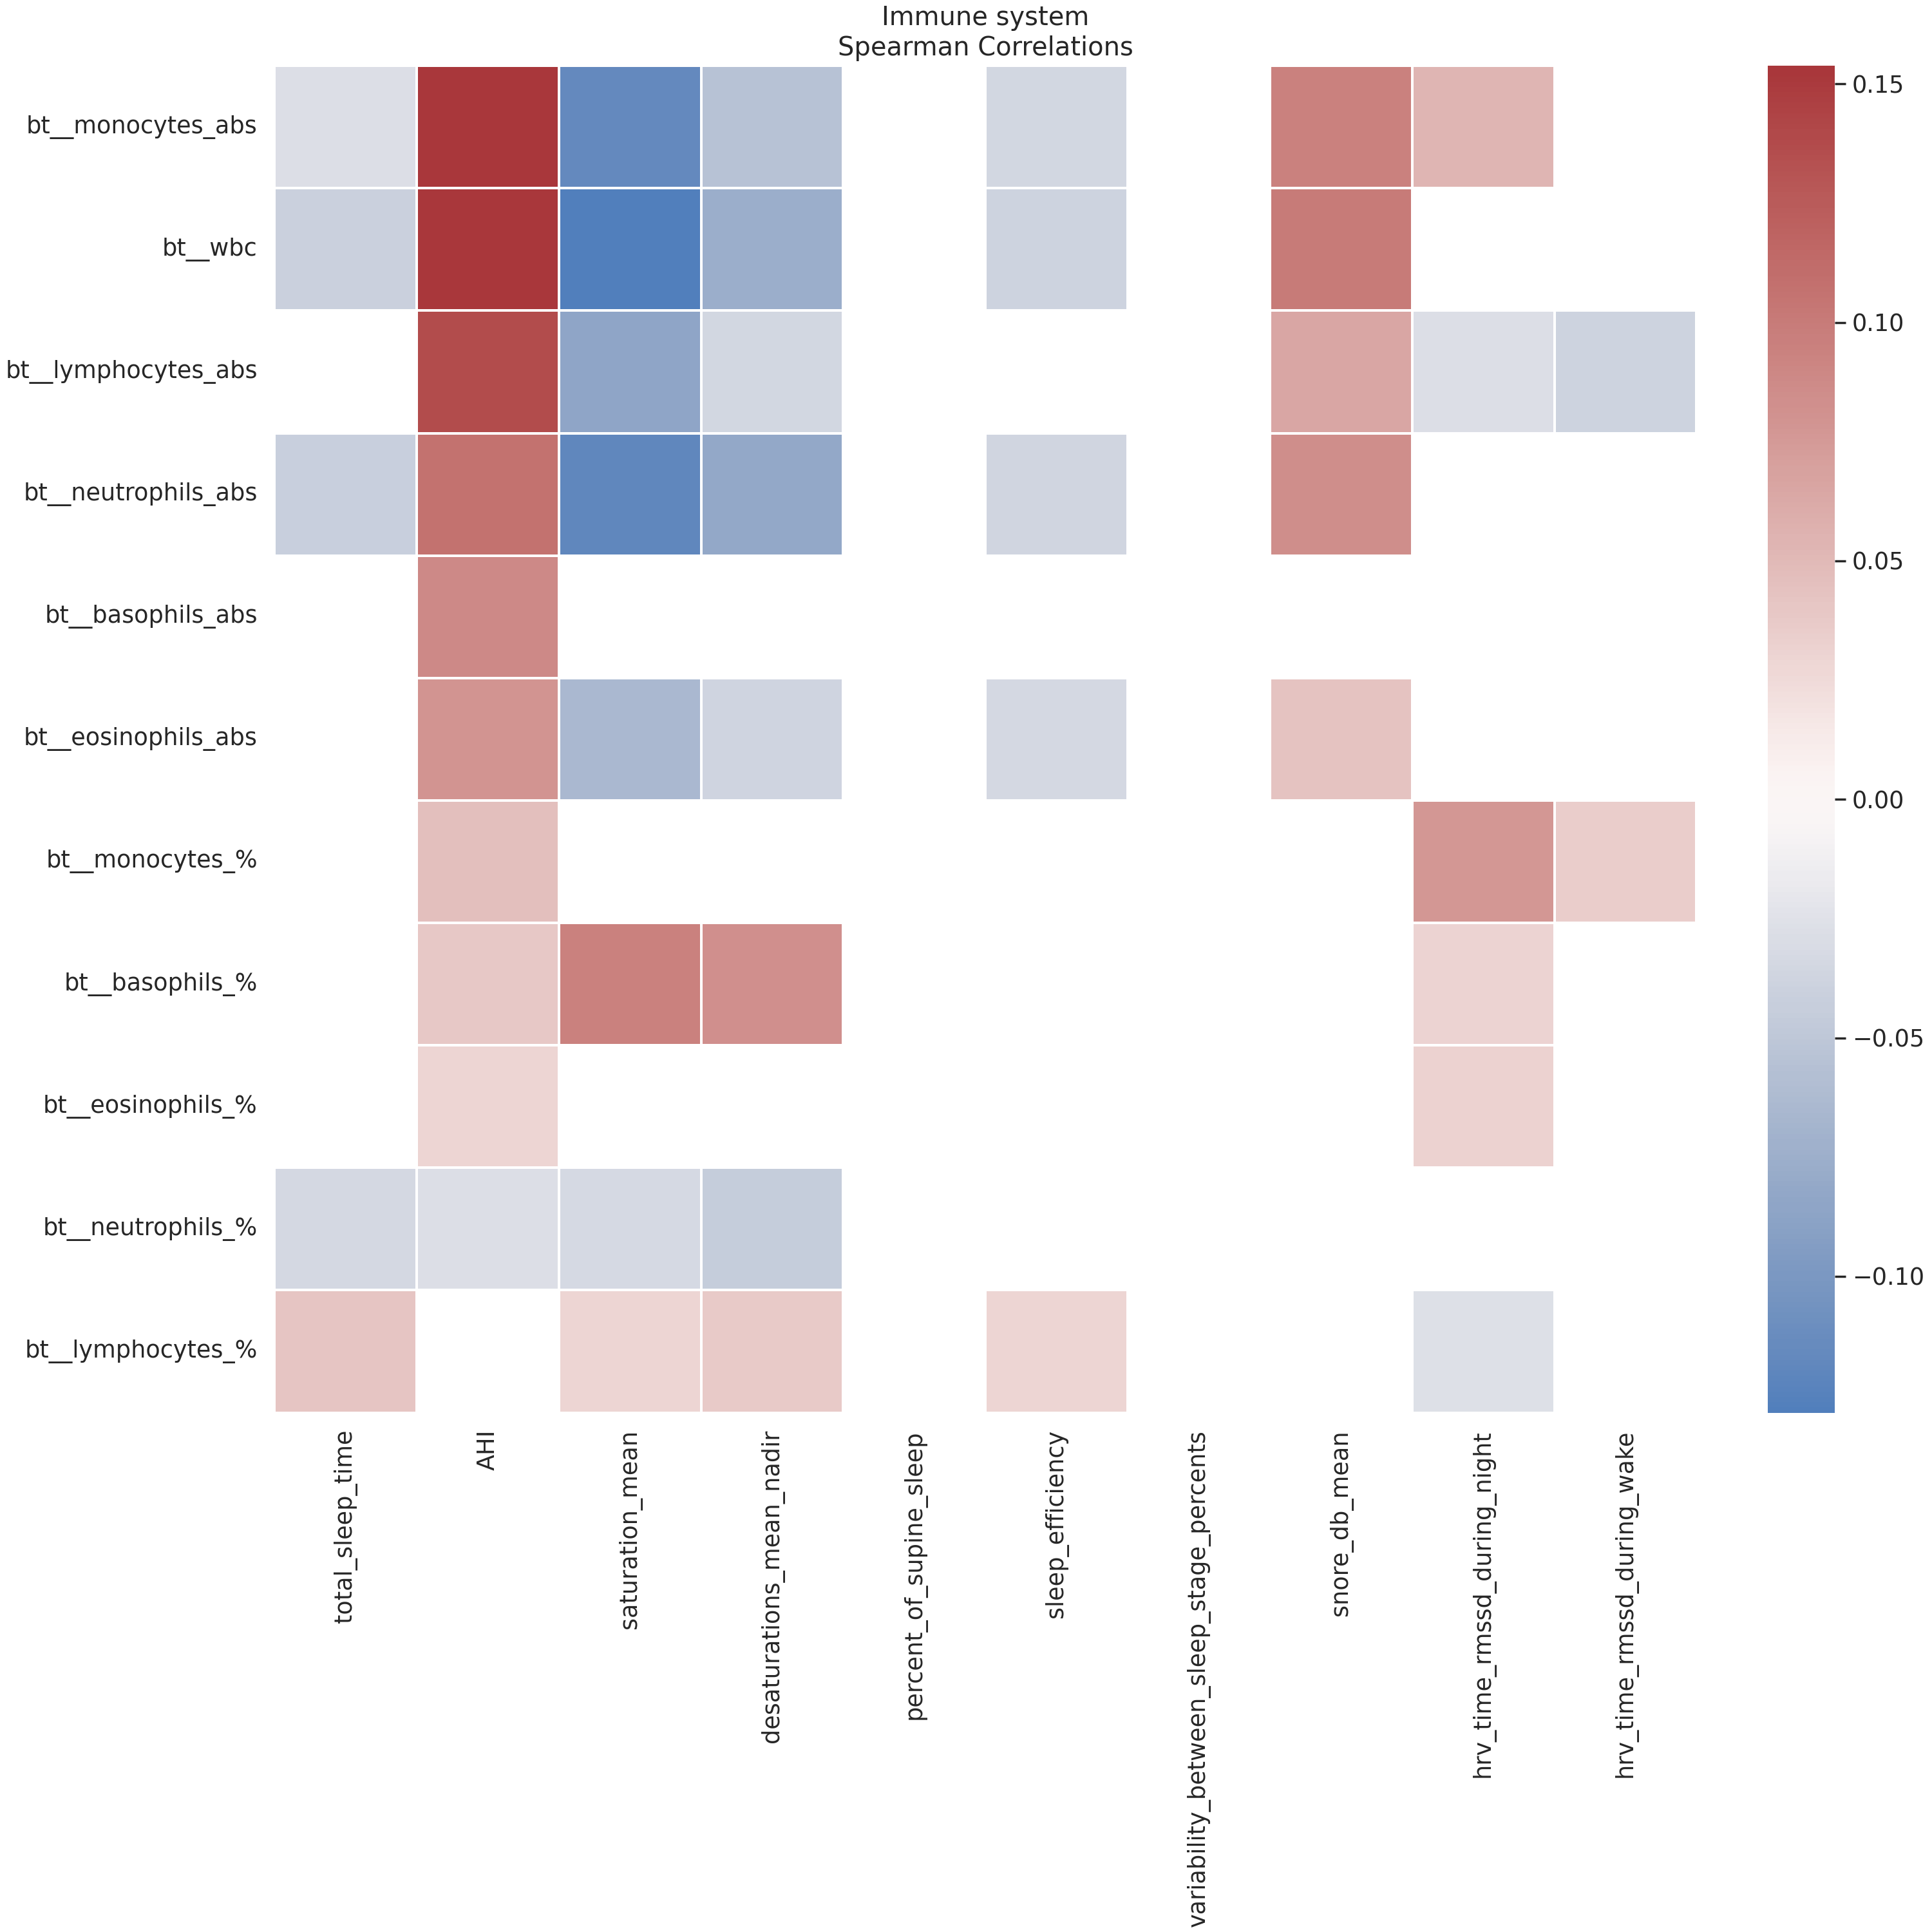 Immune system
Spearman Correlations
bt__monocytes_abs
bt__wbc
bt__lymphocytes_abs
bt__neutrophils_abs
bt__basophils_abs
bt__eosinophils_abs
bt__monocytes_%
bt__basophils_%
bt__eosinophils_%
bt__neutrophils_%
bt__lymphocytes_%
total_sleep_time
AHI
saturation_mean
desaturations_mean_nadir
percent_of_supine_sleep
sleep_efficiency
variability_between_sleep_stage_percents
snore_db_mean
hrv_time_rmssd_during_night
hrv_time_rmssd_during_wake
0.15
0.10
0.05
0.00
−0.05
−0.10